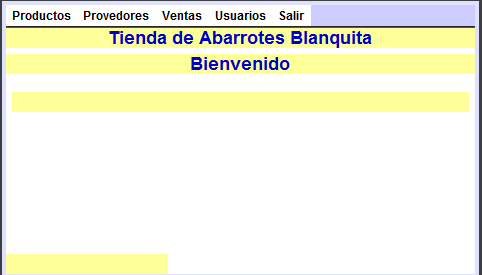 Productos Provedores Ventas Usuarios Salir
Tienda de Abarrotes Blanquita
Bienvenido